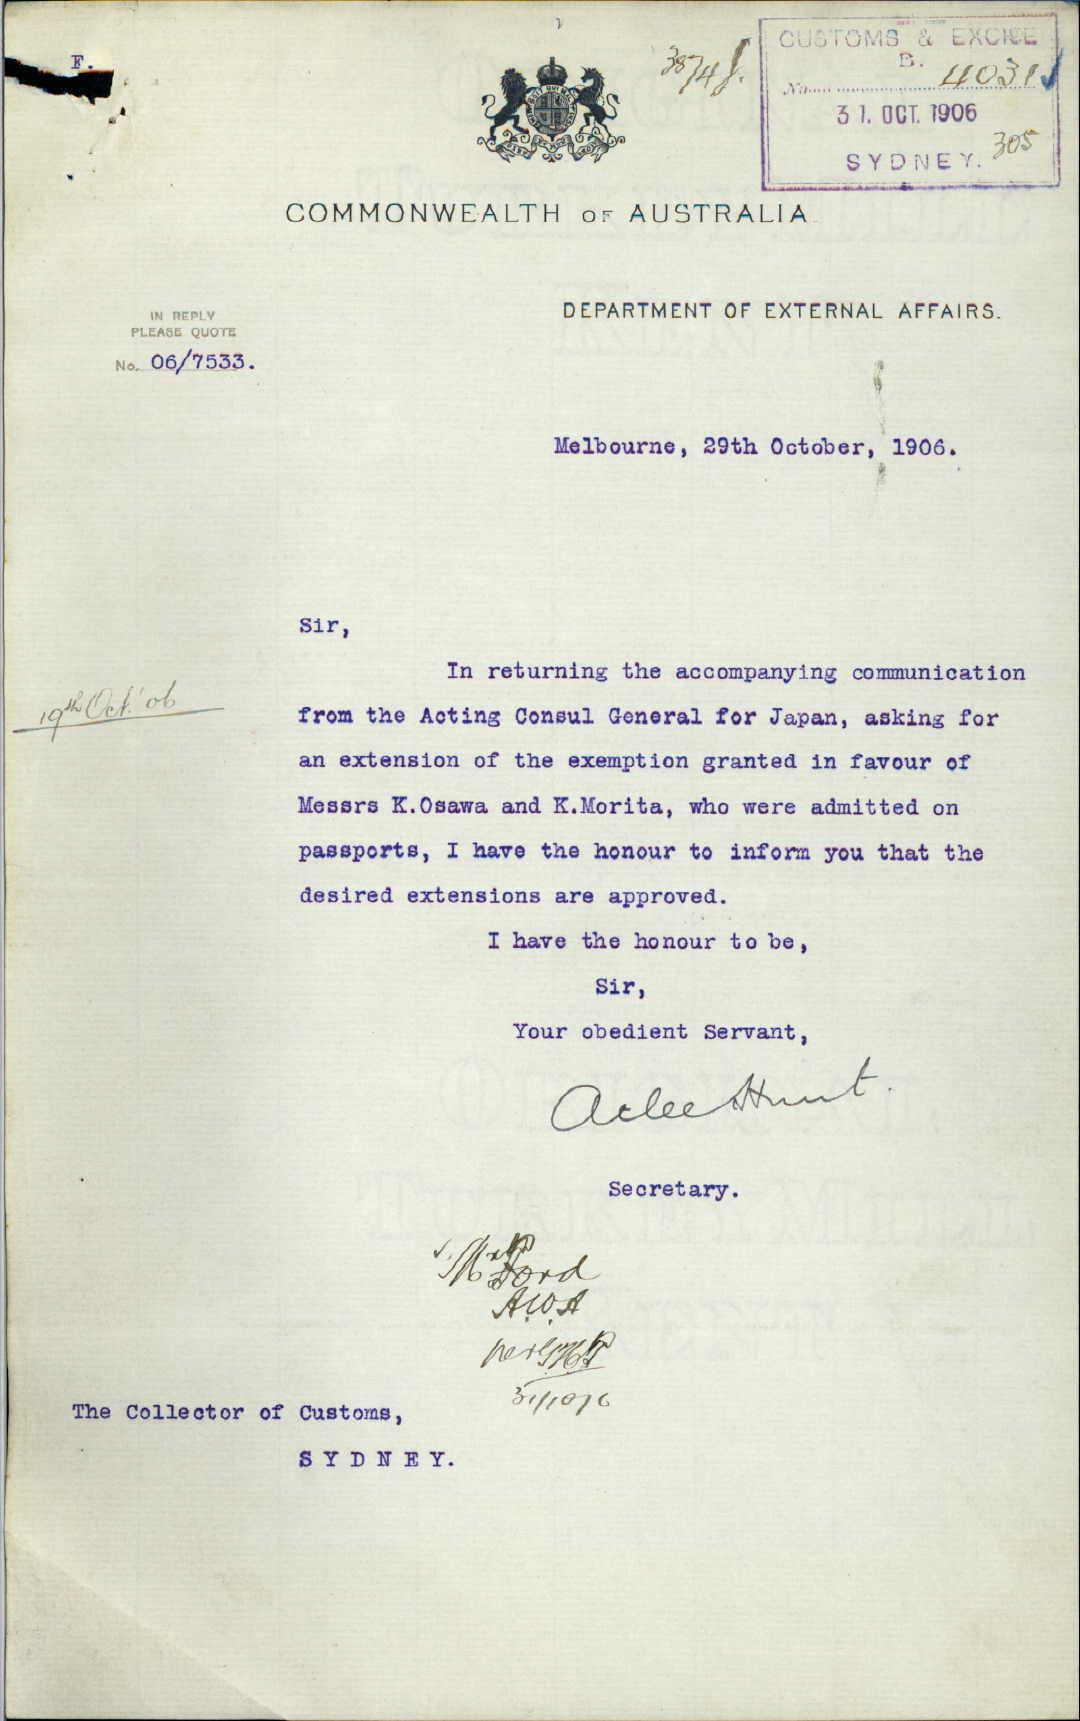 F.
3874
CUSTOMS & EXCISE
B.
No. 4031
31. OCT. 1906
305
SYDNEY.
COMMONWEALTH OF AUSTRALIA
DEPARTMENT OF EXTERNAL AFFAIRS.
IN REPLY
PLEASE QUOTE
No. 06/7533.
Melbourne, 29th October, 1906.
Sir,
In returning the accompanying communication
19th Oct. '06
from the Acting Consul General for Japan, asking for
an extension of the exemption granted in favour of
Messrs K.Osawa and K.Morita, who were admitted on
passports, I have the honour to inform you that the
desired extensions are approved.
I have the honour to be,
Sir,
Your obedient Servant,
Atlee Hunt.
Secretary.
Mr Ford
A.W.A
per
31/10/6
The Collector of Customs,
SYDNEY.